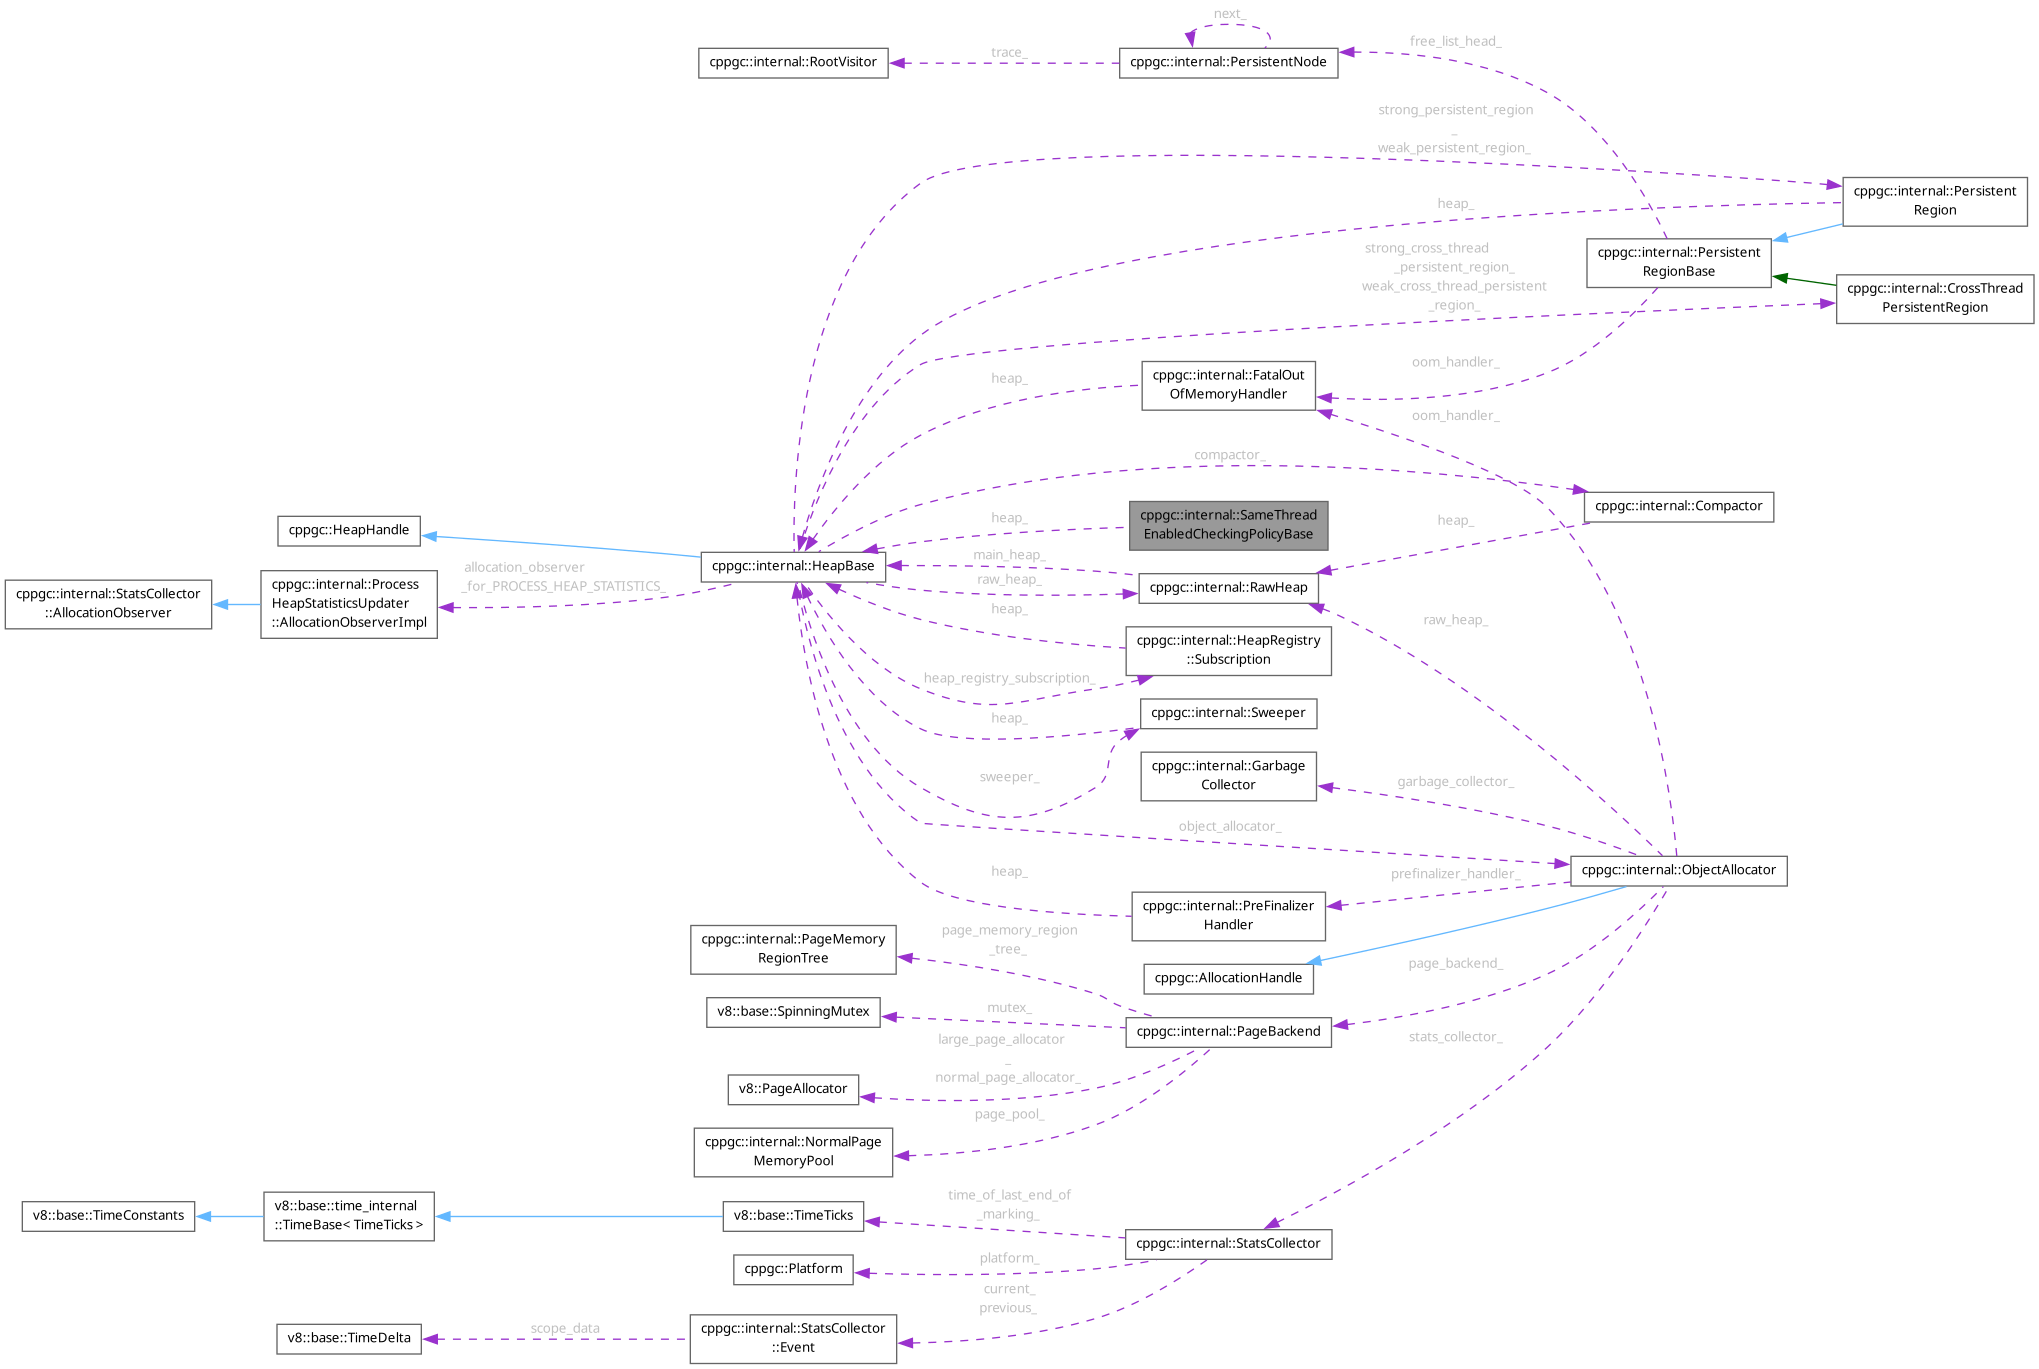 next_
free_list_head_
trace_
cppgc::internal::RootVisitor
cppgc::internal::PersistentNode
strong_persistent_region
_
weak_persistent_region_
cppgc::internal::Persistent
Region
heap_
strong_cross_thread
_persistent_region_
weak_cross_thread_persistent
_region_
cppgc::internal::Persistent
RegionBase
cppgc::internal::CrossThread
PersistentRegion
oom_handler_
cppgc::internal::FatalOut
OfMemoryHandler
heap_
oom_handler_
compactor_
cppgc::internal::Compactor
heap_
cppgc::internal::SameThread
EnabledCheckingPolicyBase
heap_
cppgc::HeapHandle
main_heap_
cppgc::internal::HeapBase
raw_heap_
cppgc::internal::RawHeap
allocation_observer
_for_PROCESS_HEAP_STATISTICS_
cppgc::internal::StatsCollector
::AllocationObserver
cppgc::internal::Process
HeapStatisticsUpdater
::AllocationObserverImpl
heap_
raw_heap_
cppgc::internal::HeapRegistry
::Subscription
heap_registry_subscription_
cppgc::internal::Sweeper
heap_
sweeper_
cppgc::internal::Garbage
Collector
garbage_collector_
object_allocator_
cppgc::internal::ObjectAllocator
heap_
prefinalizer_handler_
cppgc::internal::PreFinalizer
Handler
page_memory_region
_tree_
cppgc::internal::PageMemory
RegionTree
cppgc::AllocationHandle
page_backend_
mutex_
v8::base::SpinningMutex
cppgc::internal::PageBackend
stats_collector_
large_page_allocator
_
normal_page_allocator_
v8::PageAllocator
page_pool_
cppgc::internal::NormalPage
MemoryPool
time_of_last_end_of
_marking_
v8::base::TimeConstants
v8::base::time_internal
::TimeBase< TimeTicks >
v8::base::TimeTicks
cppgc::internal::StatsCollector
platform_
cppgc::Platform
current_
previous_
scope_data
v8::base::TimeDelta
cppgc::internal::StatsCollector
::Event